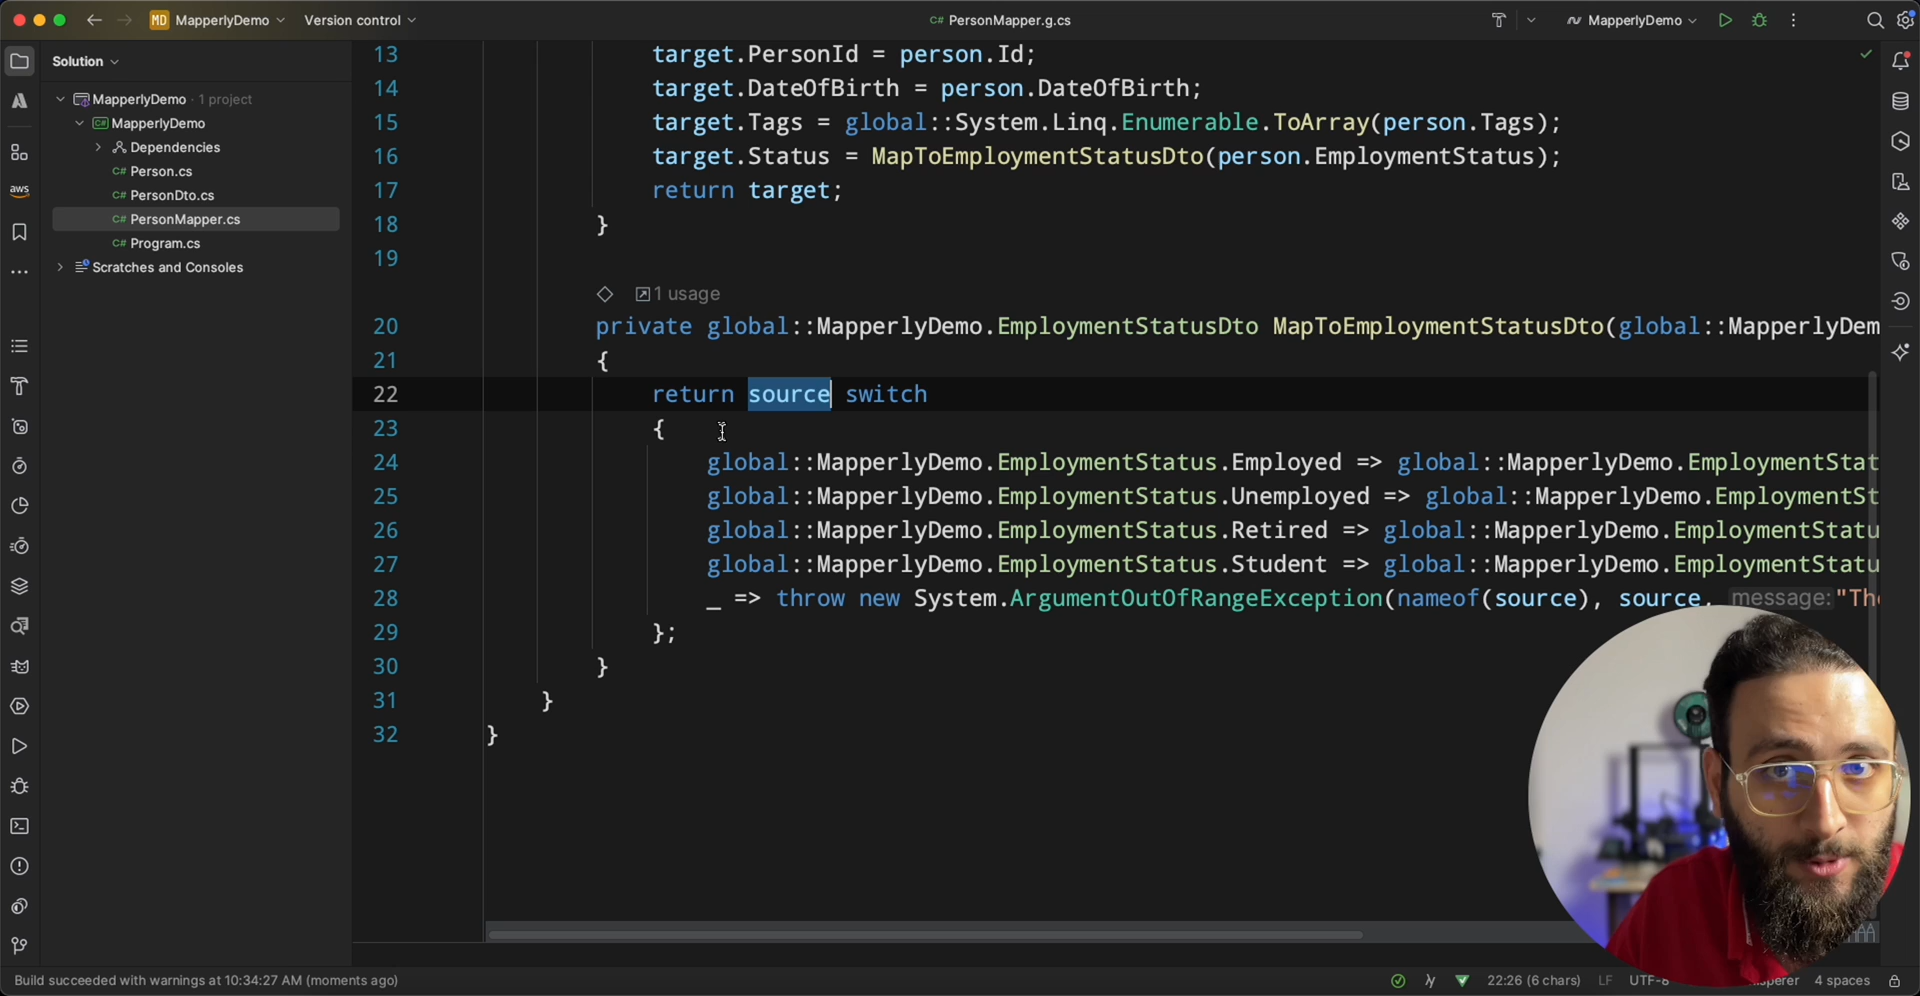 MD MapperlyDemo Version control
C# PersonMapper.g.cs
MapperlyDemo
Solution
MapperlyDemo · 1 project
C# MapperlyDemo
Dependencies
C# Person.cs
C# PersonDto.cs
C# PersonMapper.cs
C# Program.cs
Scratches and Consoles
aws
13 target.PersonId = person.Id;
14 target.DateOfBirth = person.DateOfBirth;
15 target.Tags = global::System.Linq.Enumerable.ToArray(person.Tags);
16 target.Status = MapToEmploymentStatusDto(person.EmploymentStatus);
17 return target;
18 }
19
1 usage
20 private global::MapperlyDemo.EmploymentStatusDto MapToEmploymentStatusDto(global::MapperlyDem
21 {
22 return source switch
23 {
24 global::MapperlyDemo.EmploymentStatus.Employed => global::MapperlyDemo.EmploymentStat
25 global::MapperlyDemo.EmploymentStatus.Unemployed => global::MapperlyDemo.EmploymentSt
26 global::MapperlyDemo.EmploymentStatus.Retired => global::MapperlyDemo.EmploymentStatu
27 global::MapperlyDemo.EmploymentStatus.Student => global::MapperlyDemo.EmploymentStatu
28 _ => throw new System.ArgumentOutOfRangeException(nameof(source), source, message: "Th
29 };
30 }
31 }
32 }
Build succeeded with warnings at 10:34:27 AM (moments ago)
22:26 (6 chars) LF UTF-8 4 spaces